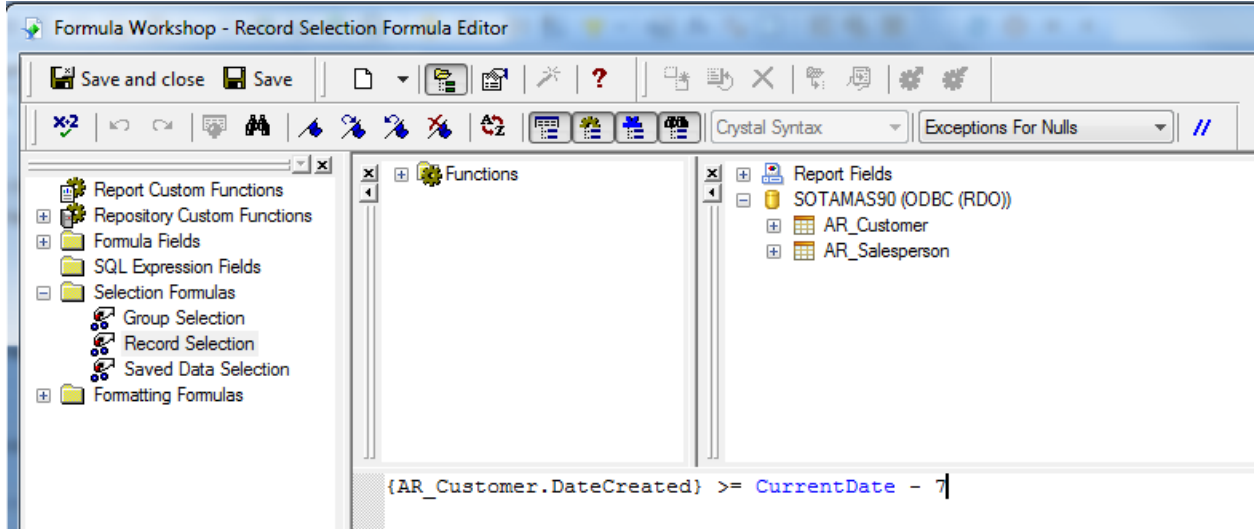 Formula Workshop - Record Selection Formula Editor
Save and close Save
x+2 Crystal Syntax Exceptions For Nulls //
Report Custom Functions
Repository Custom Functions
Formula Fields
SQL Expression Fields
Selection Formulas
Group Selection
Record Selection
Saved Data Selection
Formatting Formulas
Functions
Report Fields
SOTAMAS90 (ODBC (RDO))
AR_Customer
AR_Salesperson
{AR_Customer.DateCreated} >= CurrentDate - 7